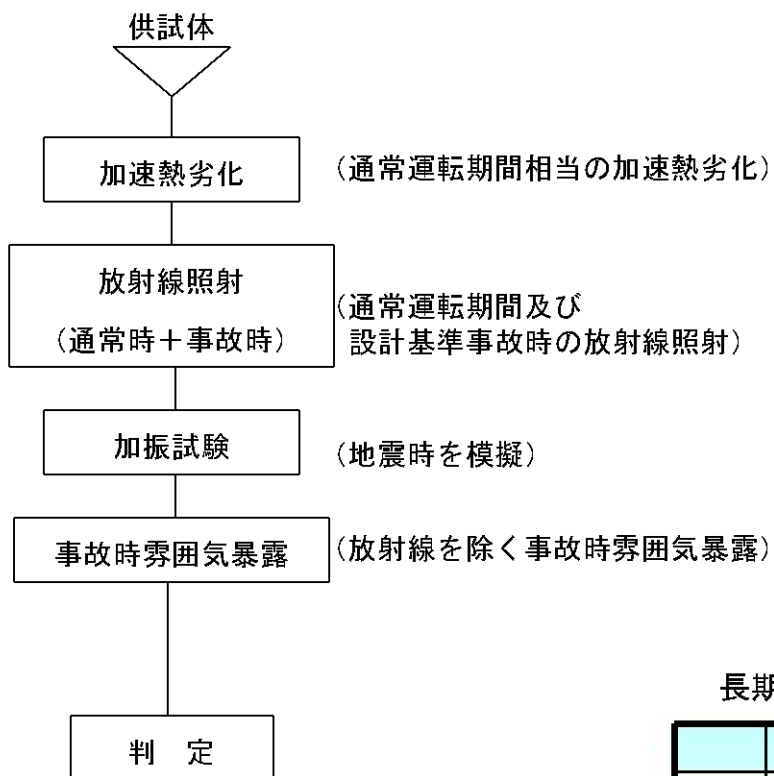 供試体
加速熱劣化
(通常運転期間相当の加速熱劣化)
放射線照射
(通常時＋事故時)
(通常運転期間及び
設計基準事故時の放射線照射)
加振試験
(地震時を模擬)
事故時雰囲気暴露
(放射線を除く事故時雰囲気暴露)
長期
判　定